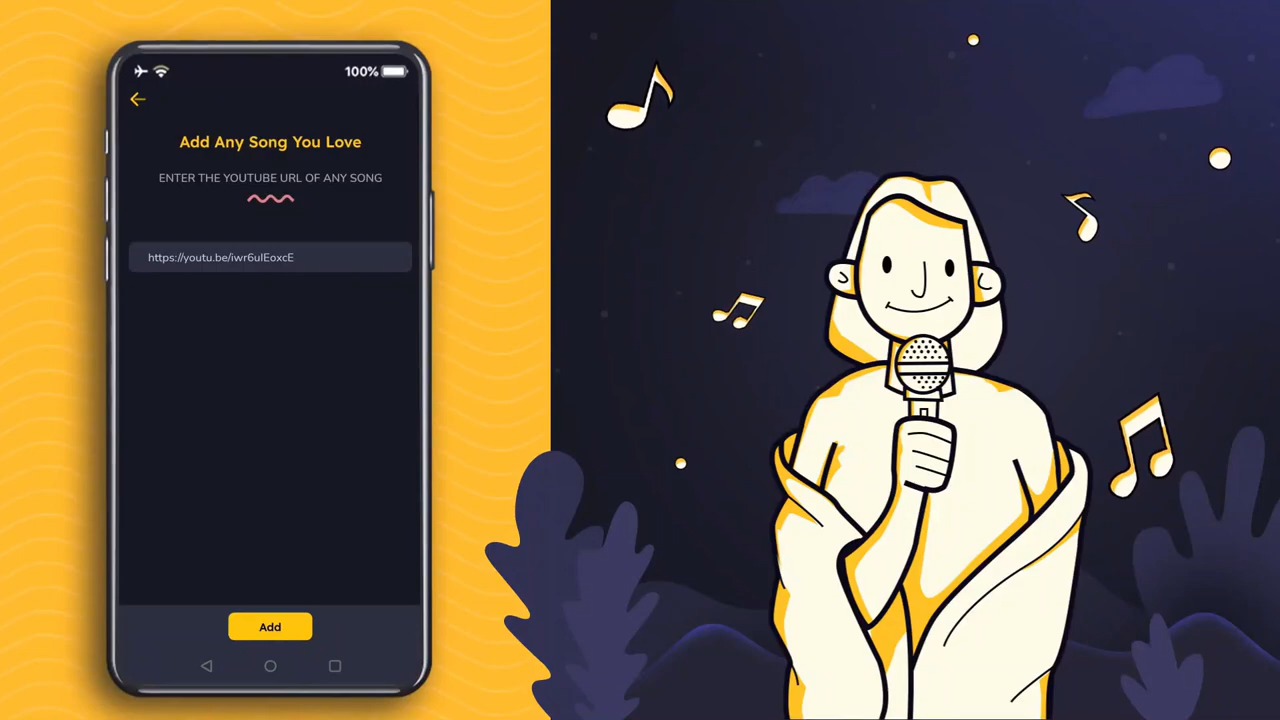 100%
Add Any Song You Love
ENTER THE YOUTUBE URL OF ANY SONG
https://youtu.be/iwr6ulEoxcE
Add